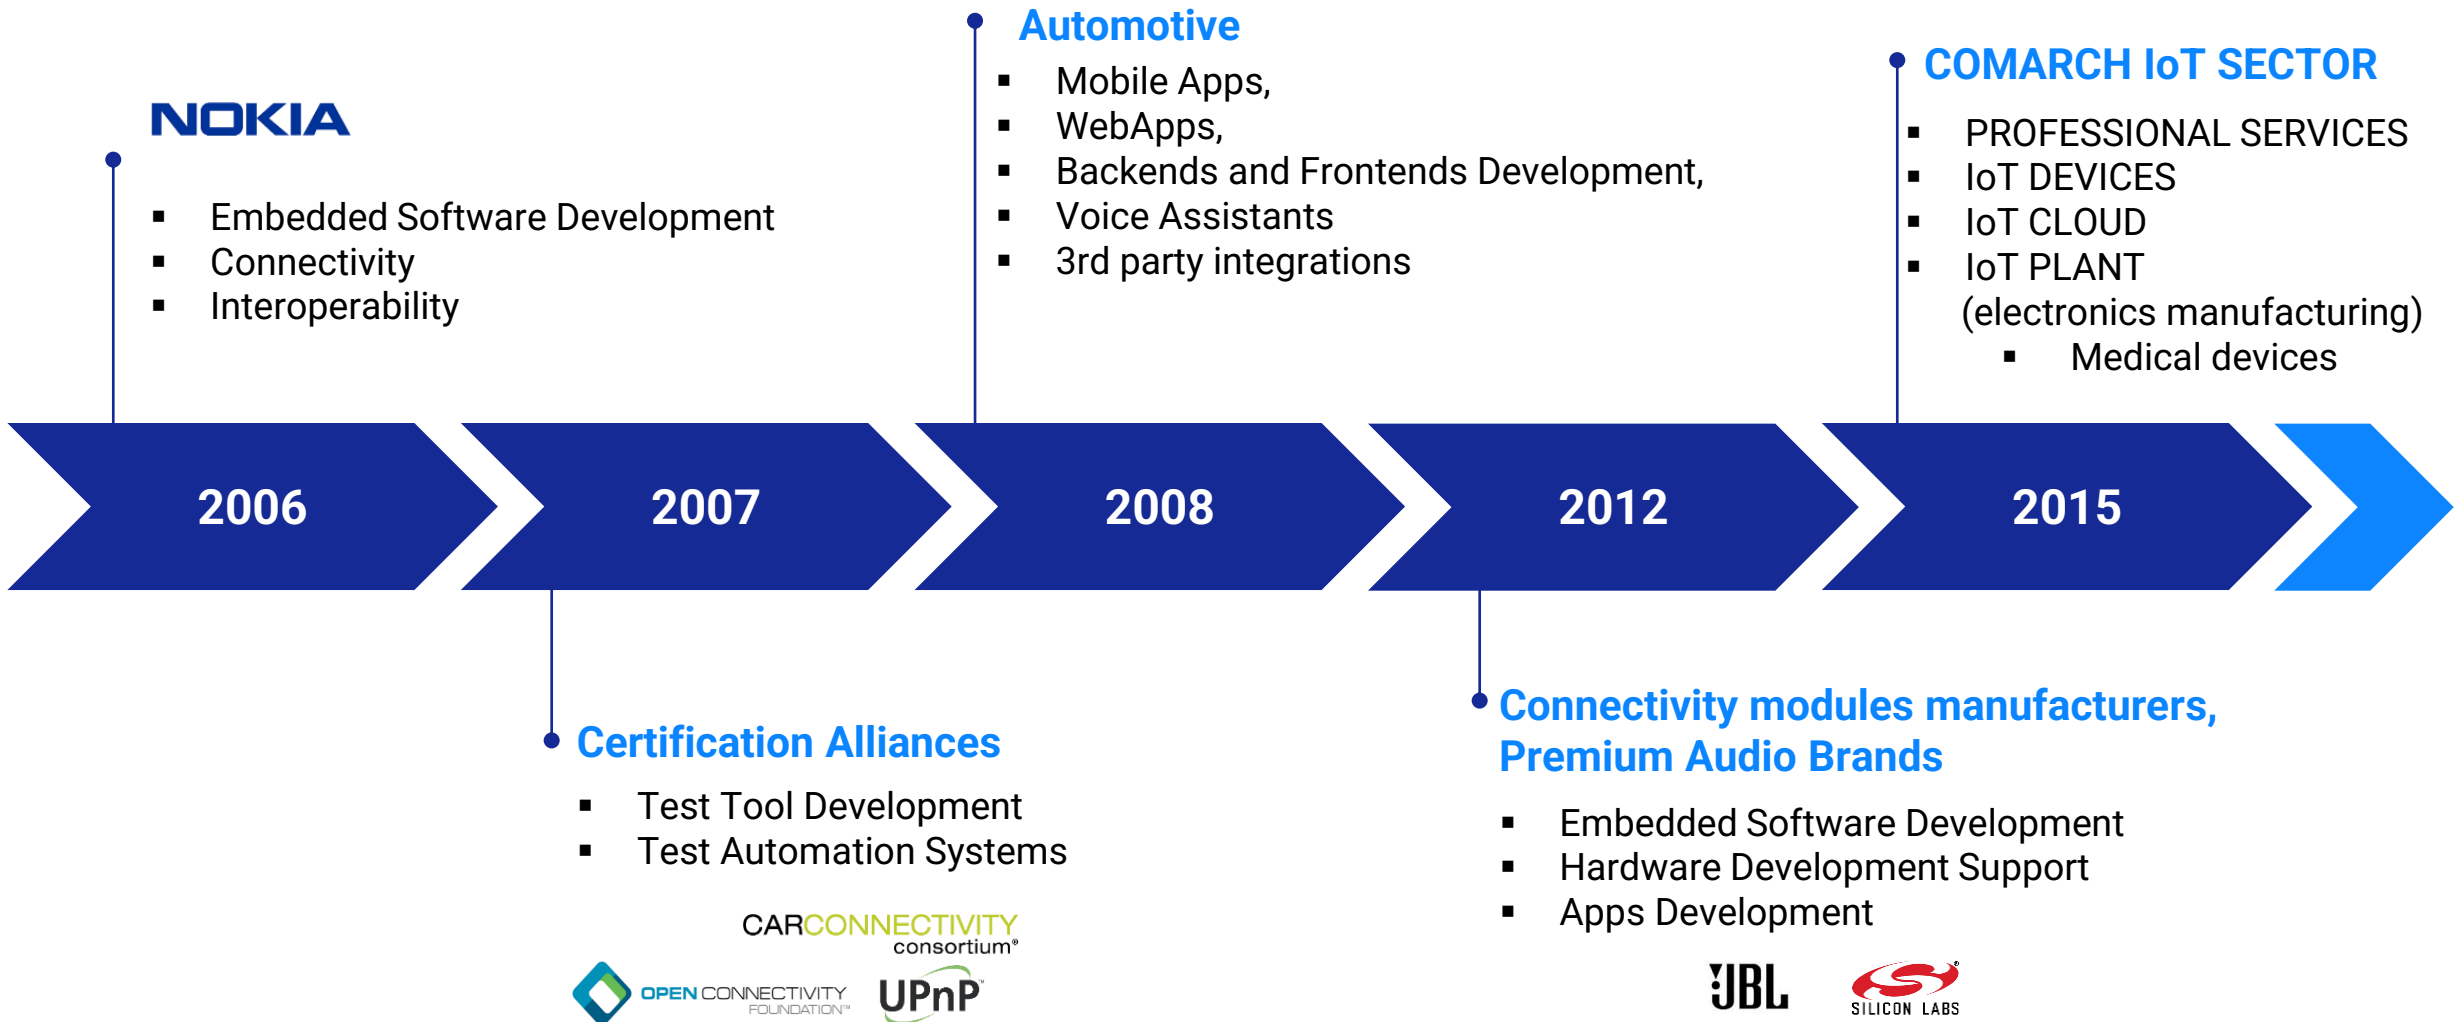 NOKIA
▪ Embedded Software Development
▪ Connectivity
▪ Interoperability
Automotive
▪ Mobile Apps,
▪ WebApps,
▪ Backends and Frontends Development,
▪ Voice Assistants
▪ 3rd party integrations
COMARCH IoT SECTOR
▪ PROFESSIONAL SERVICES
▪ IoT DEVICES
▪ IoT CLOUD
▪ IoT PLANT
(electronics manufacturing)
▪ Medical devices
2006
2007
2008
2012
2015
Certification Alliances
▪ Test Tool Development
▪ Test Automation Systems
CARCONNECTIVITY
consortium®
OPEN CONNECTIVITY
FOUNDATION™
UPnP™
Connectivity modules manufacturers,
Premium Audio Brands
▪ Embedded Software Development
▪ Hardware Development Support
▪ Apps Development
JBL
SILICON LABS